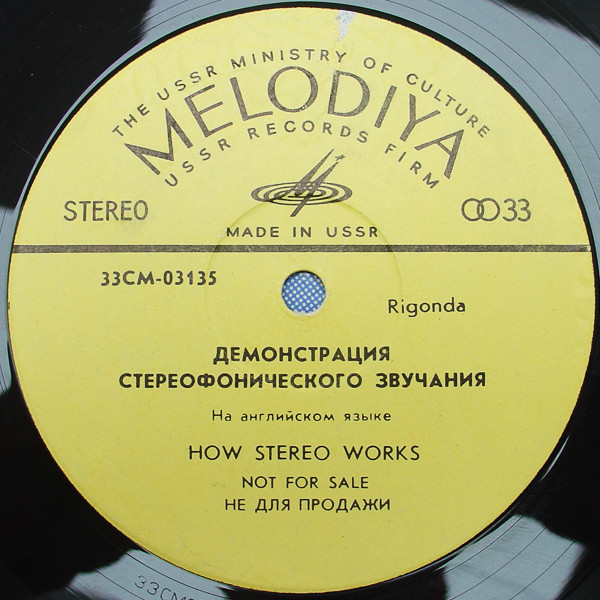 THE USSR MINISTRY OF CULTURE
MELODIYA
USSR RECORDS FIRM
STEREO
33
MADE IN USSR
33CM-03135
Rigonda
ДЕМОНСТРАЦИЯ
СТЕРЕОФОНИЧЕСКОГО ЗВУЧАНИЯ
На английском языке
HOW STEREO WORKS
NOT FOR SALE
НЕ ДЛЯ ПРОДАЖИ